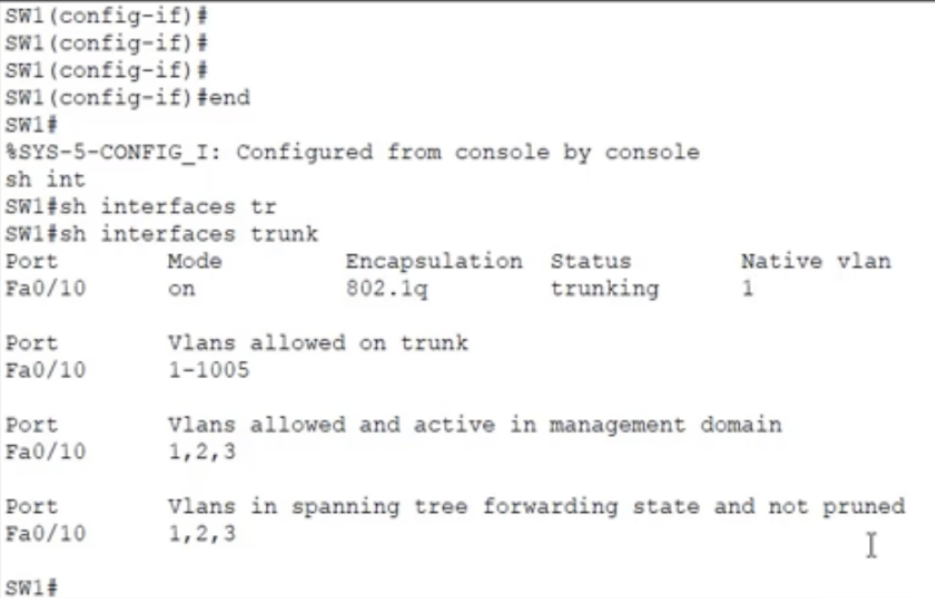 SW1(config-if)#
SW1(config-if)#
SW1(config-if)#
SW1(config-if)#end
SW1#
%SYS-5-CONFIG_I: Configured from console by console
sh int
SW1#sh interfaces tr
SW1#sh interfaces trunk
Port        Mode         Encapsulation  Status        Native vlan
Fa0/10      on           802.1q         trunking      1

Port        Vlans allowed on trunk
Fa0/10      1-1005

Port        Vlans allowed and active in management domain
Fa0/10      1,2,3

Port        Vlans in spanning tree forwarding state and not pruned
Fa0/10      1,2,3

SW1#